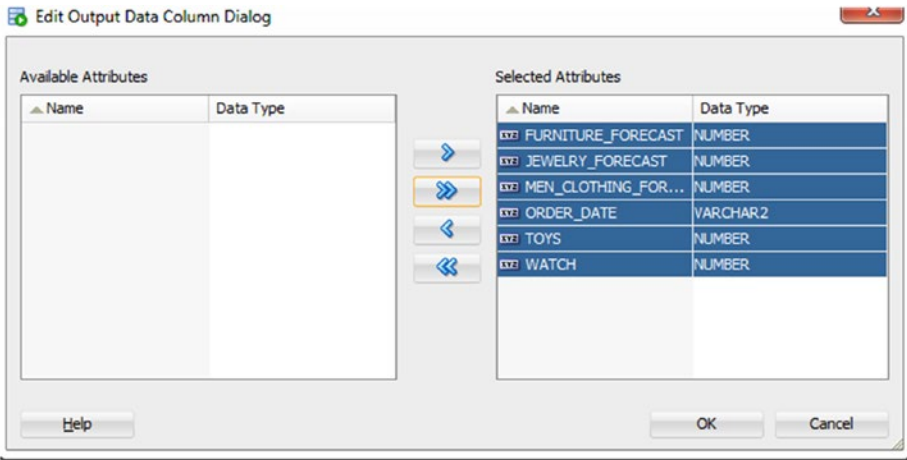 Edit Output Data Column Dialog
Available Attributes
Name Data Type
Selected Attributes
Name Data Type
FURNITURE_FORECAST NUMBER
JEWELRY_FORECAST NUMBER
MEN_CLOTHING_FOR... NUMBER
ORDER_DATE VARCHAR2
TOYS NUMBER
WATCH NUMBER
Help OK Cancel